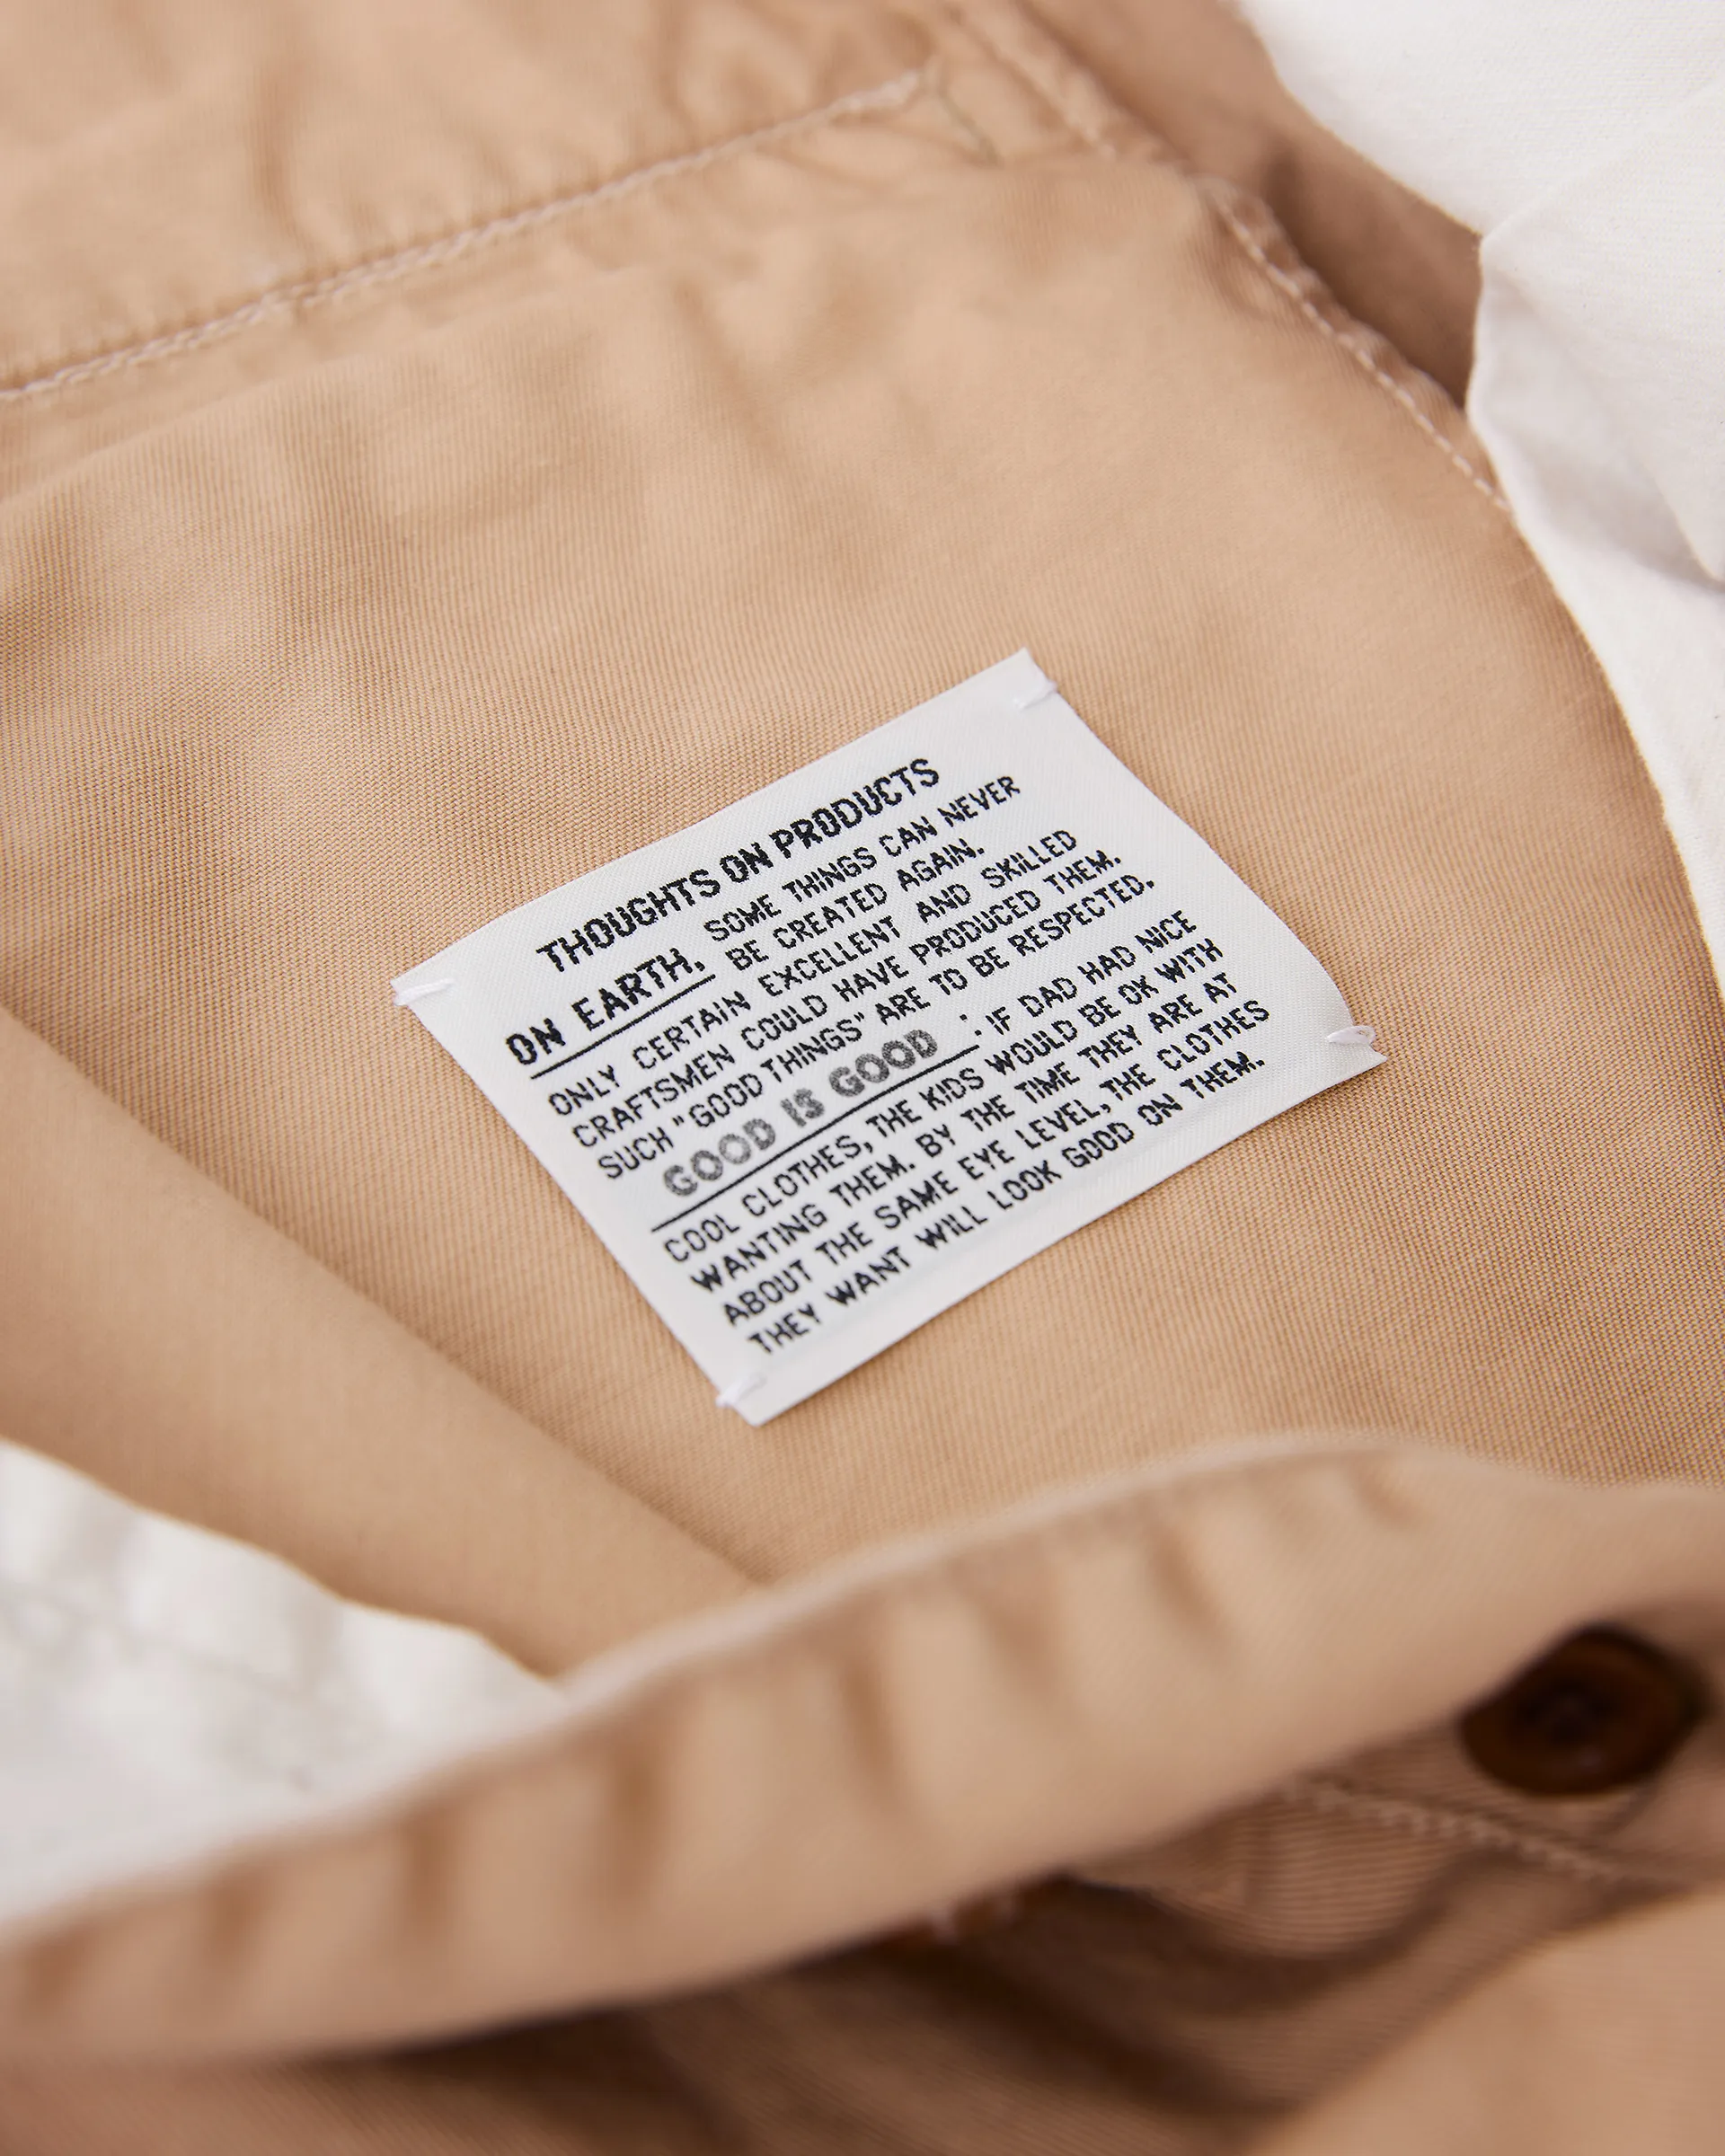 THOUGHTS ON PRODUCTS
ON EARTH, SOME THINGS CAN NEVER
BE CREATED AGAIN.
ONLY CERTAIN EXCELLENT AND SKILLED
CRAFTSMEN COULD HAVE PRODUCED THEM.
SUCH "GOOD THINGS" ARE TO BE RESPECTED.
GOOD IS GOOD : IF DAD HAD NICE
COOL CLOTHES, THE KIDS WOULD BE OK WITH
WANTING THEM. BY THE TIME THEY ARE AT
ABOUT THE SAME EYE LEVEL, THE CLOTHES
THEY WANT WILL LOOK GOOD ON THEM.